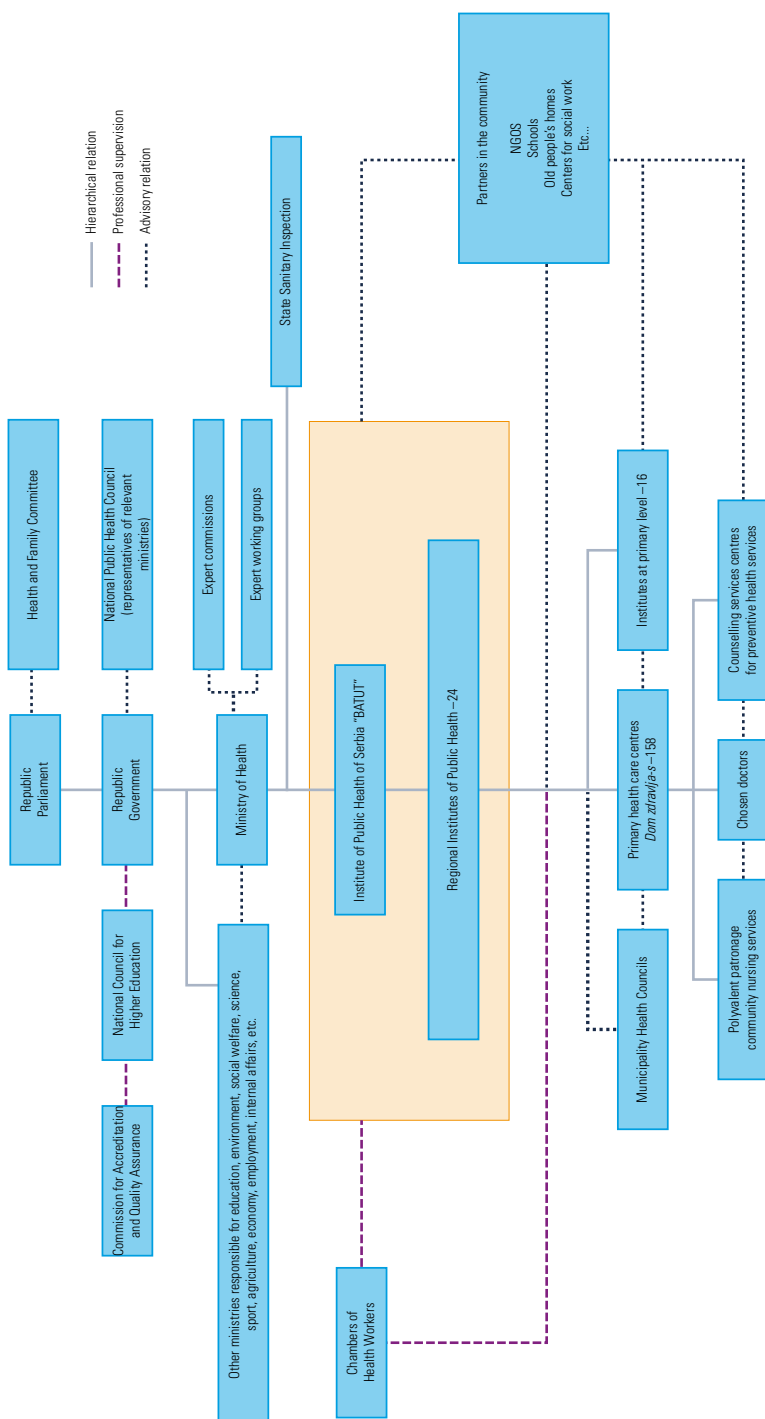 Hierarchical relation
Professional supervision
Advisory relation
Republic
Parliament
Health and Family Committee
Commission for Accreditation
and Quality Assurance
National Council for
Higher Education
Republic
Government
National Public Health Council
(representatives of relevant
ministries)
Other ministries responsible for education, environment, social welfare, science,
sport, agriculture, economy, employment, internal affairs, etc.
Ministry of Health
Expert commissions
Expert working groups
State Sanitary Inspection
Chambers of
Health Workers
Institute of Public Health of Serbia “BATUT”
Regional Institutes of Public Health –24
Partners in the community
NGOS
Schools
Old people's homes
Centers for social work
Etc...
Municipality Health Councils
Primary health care centres
Dom zdravlja-s –158
Institutes at primary level –16
Polyvalent patronage
community nursing services
Chosen doctors
Counselling services centres
for preventive health services